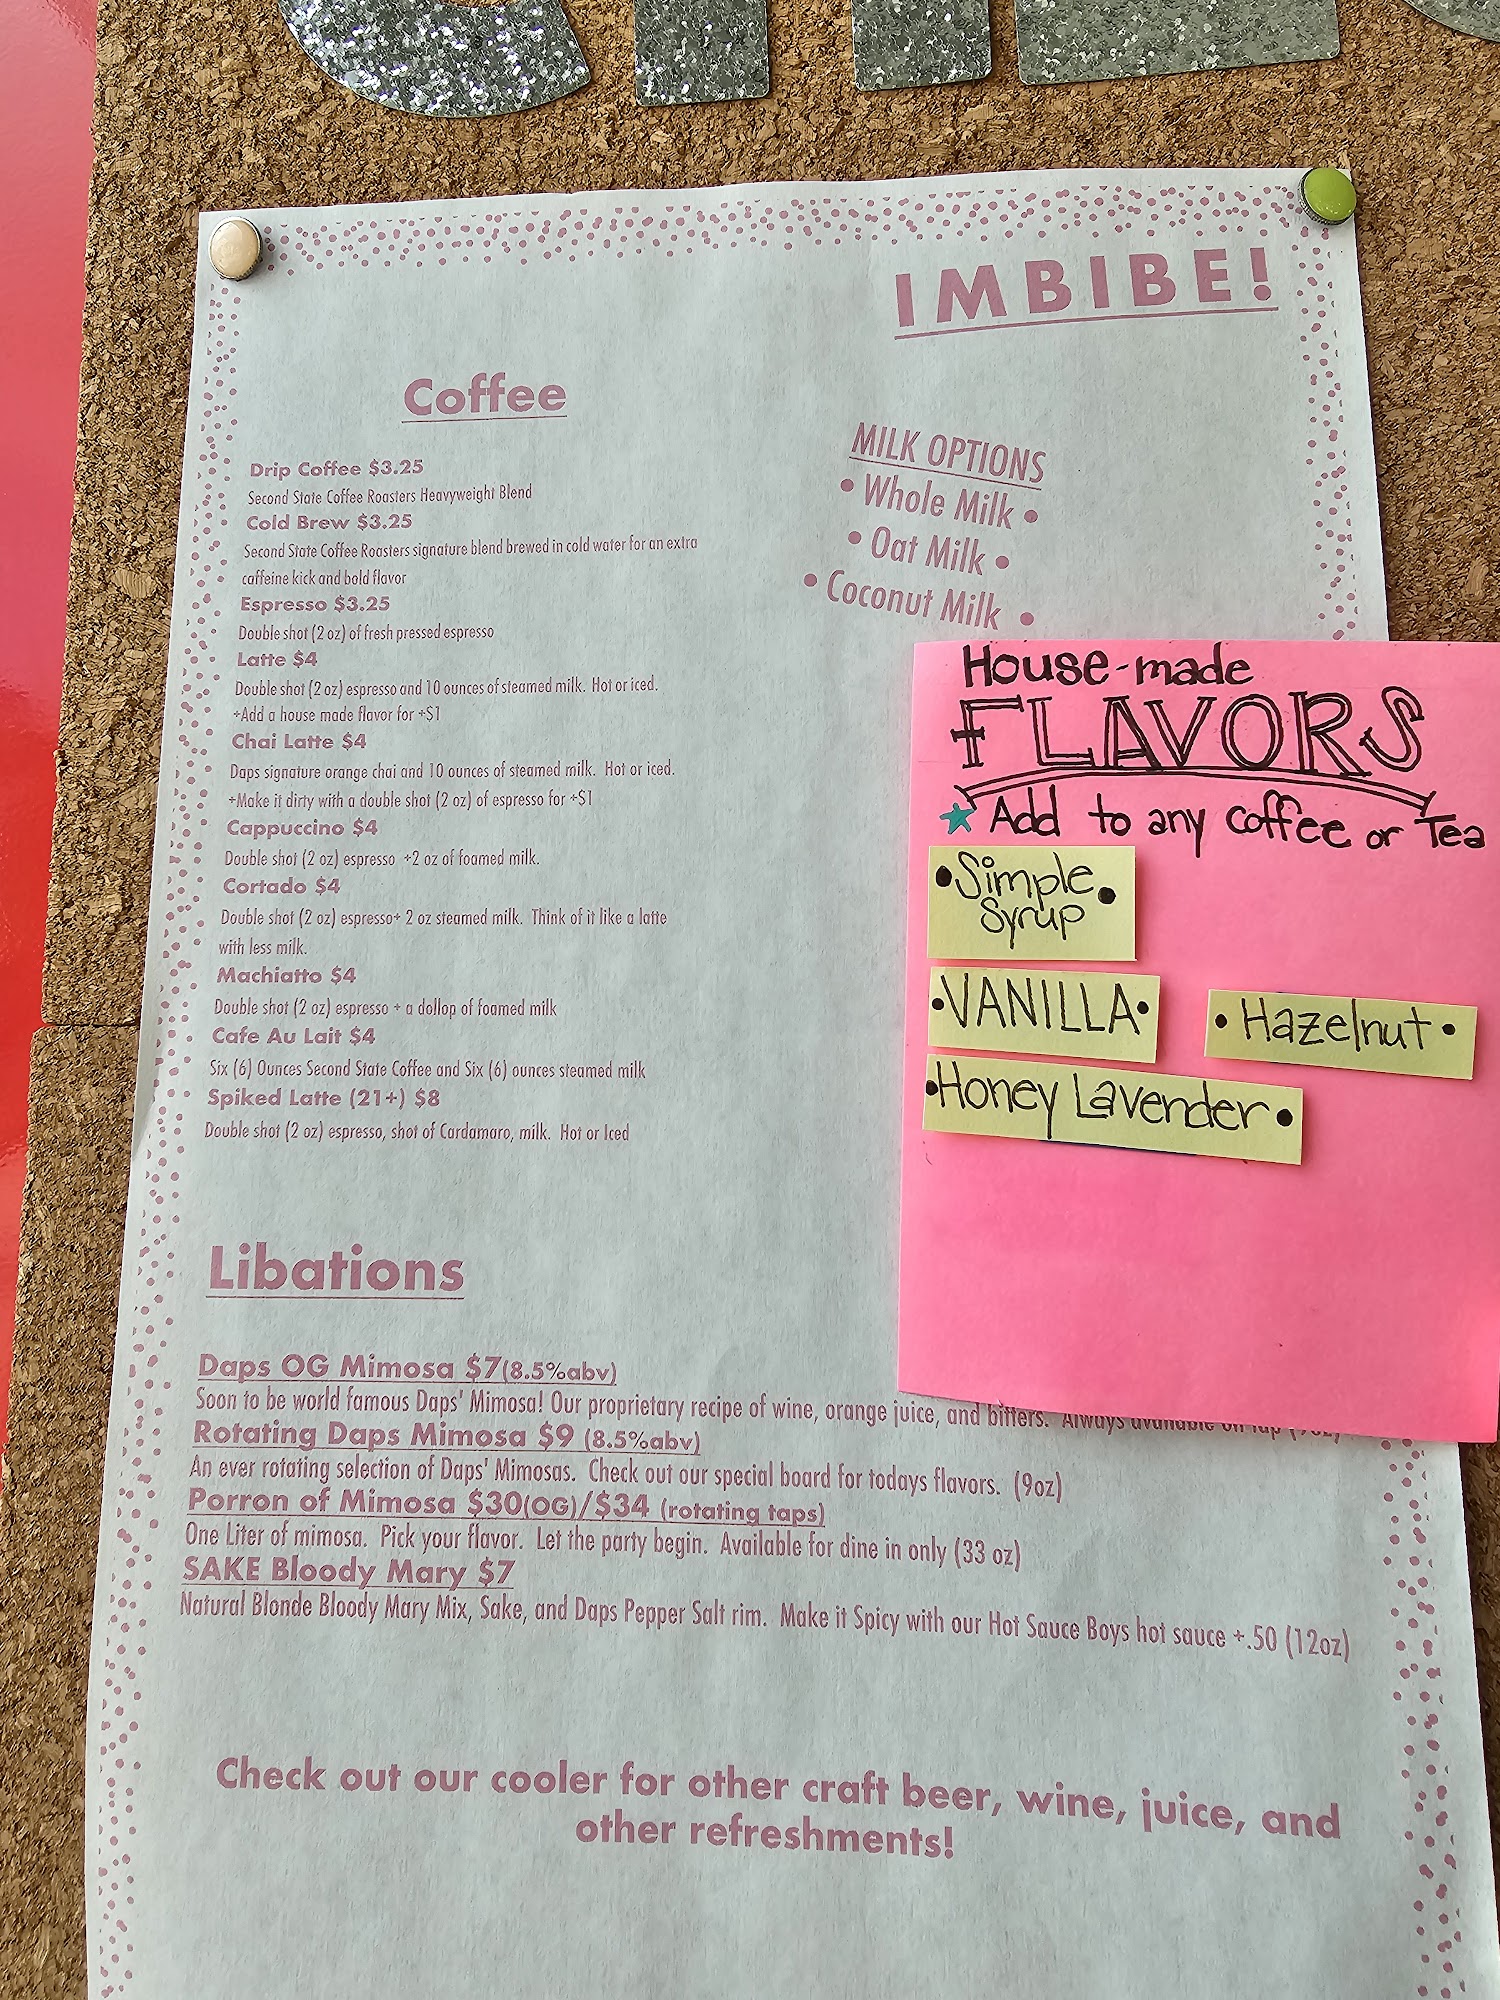 IMBIBE!
Coffee
Drip Coffee $3.25
Second State Coffee Roasters Heavyweight Blend
Cold Brew $3.25
Second State Coffee Roasters signature blend brewed in cold water for an extra
caffeine kick and bold flavor
Espresso $3.25
Double shot (2 oz) of fresh pressed espresso
Latte $4
Double shot (2 oz) espresso and 10 ounces of steamed milk. Hot or iced.
+Add a house made flavor for +$1
Chai Latte $4
Daps signature orange chai and 10 ounces of steamed milk. Hot or iced.
+Make it dirty with a double shot (2 oz) of espresso for +$1
Cappuccino $4
Double shot (2 oz) espresso +2 oz of foamed milk.
Cortado $4
Double shot (2 oz) espresso+ 2 oz steamed milk. Think of it like a latte
with less milk.
Machiatto $4
Double shot (2 oz) espresso + a dollop of foamed milk
Cafe Au Lait $4
Six (6) Ounces Second State Coffee and Six (6) ounces steamed milk
Spiked Latte (21+) $8
Double shot (2 oz) espresso, shot of Cardamaro, milk. Hot or Iced
MILK OPTIONS
• Whole Milk •
• Oat Milk •
• Coconut Milk •
House-made
FLAVORS
Add to any coffee or Tea
• Simple •
Syrup
• VANILLA •
• Hazelnut •
• Honey Lavender •
Libations
Daps OG Mimosa $7(8.5%abv)
Soon to be world famous Daps' Mimosa! Our proprietary recipe of wine, orange juice, and bitters. Always available on tap
Rotating Daps Mimosa $9 (8.5%abv)
An ever rotating selection of Daps' Mimosas. Check out our special board for todays flavors. (9oz)
Porron of Mimosa $30(OG)/$34 (rotating taps)
One Liter of mimosa. Pick your flavor. Let the party begin. Available for dine in only (33 oz)
SAKE Bloody Mary $7
Natural Blonde Bloody Mary Mix, Sake, and Daps Pepper Salt rim. Make it Spicy with our Hot Sauce Boys hot sauce +.50 (12oz)
Check out our cooler for other craft beer, wine, juice, and
other refreshments!